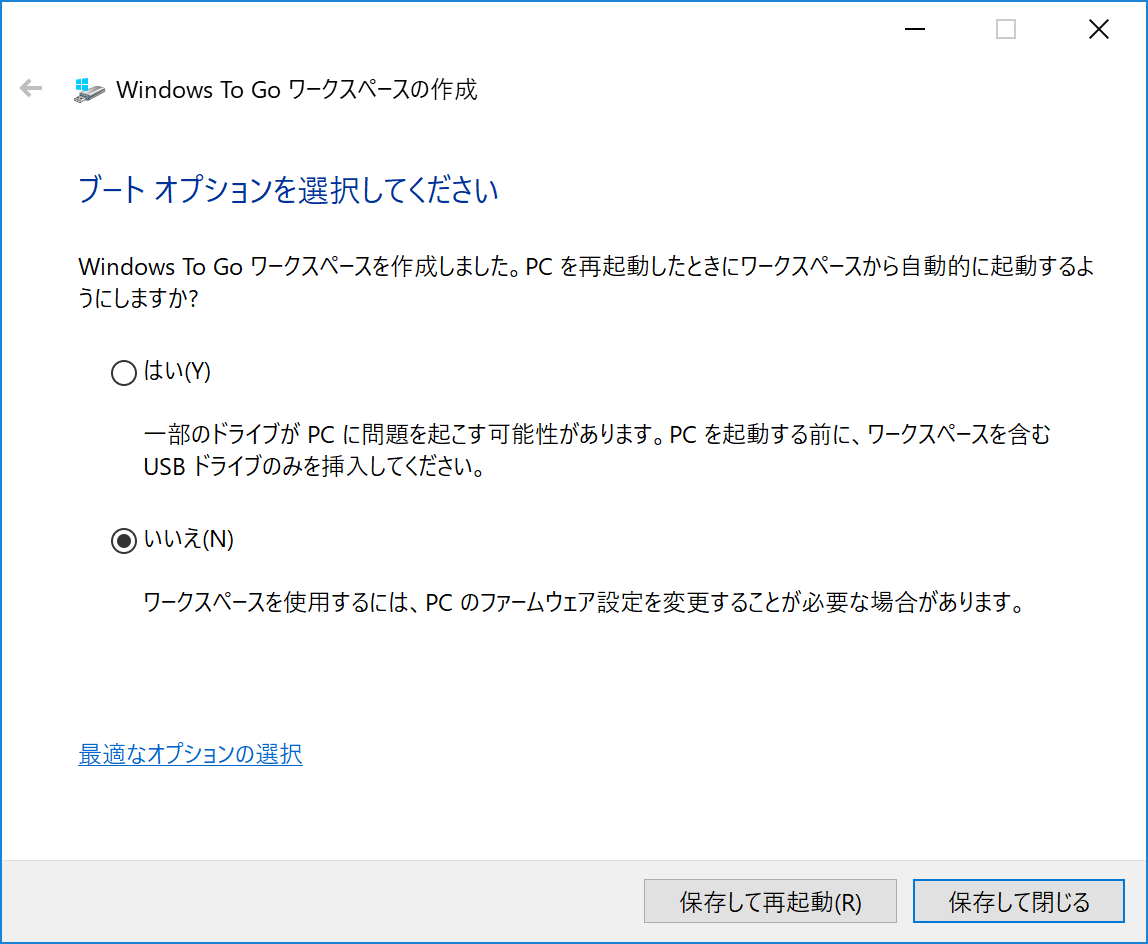 Windows To Go ワークスペースの作成
ブート オプションを選択してください
Windows To Go ワークスペースを作成しました。PC を再起動したときにワークスペースから自動的に起動するよ
うにしますか?
はい(Y)
一部のドライブが PC に問題を起こす可能性があります。PC を起動する前に、ワークスペースを含む
USB ドライブのみを挿入してください。
いいえ(N)
ワークスペースを使用するには、PC のファームウェア設定を変更することが必要な場合があります。
最適なオプションの選択
保存して再起動(R)
保存して閉じる